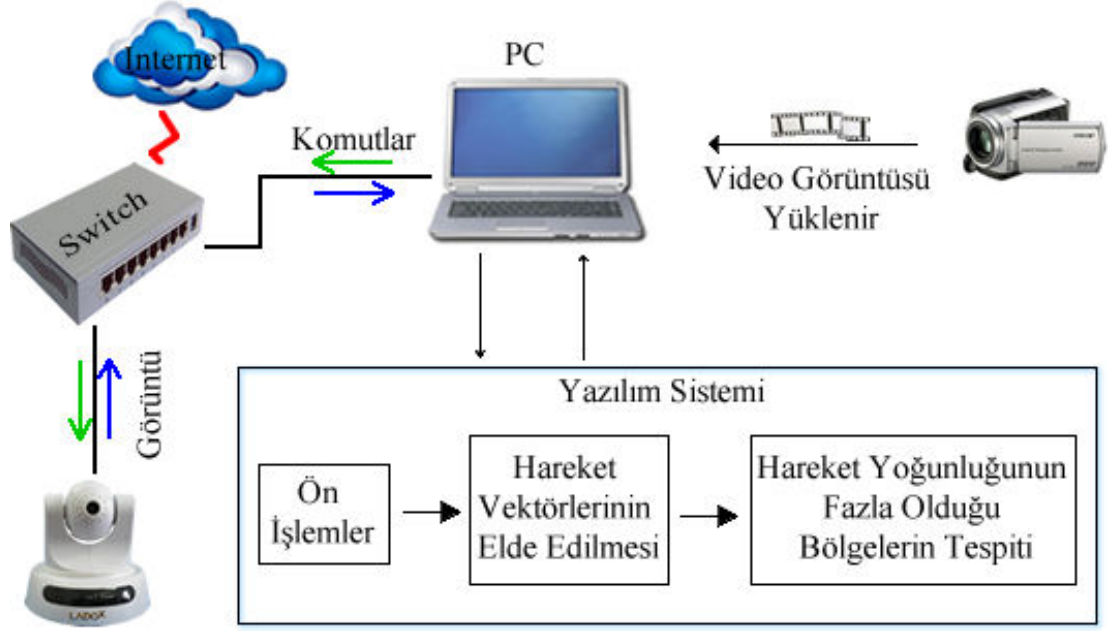 Internet
PC
Komutlar
Video Görüntüsü
Yüklenir
Switch
Görüntü
Yazılım Sistemi
Ön
İşlemler
Hareket
Vektörlerinin
Elde Edilmesi
Hareket Yoğunluğunun
Fazla Olduğu
Bölgelerin Tespiti
LADOX